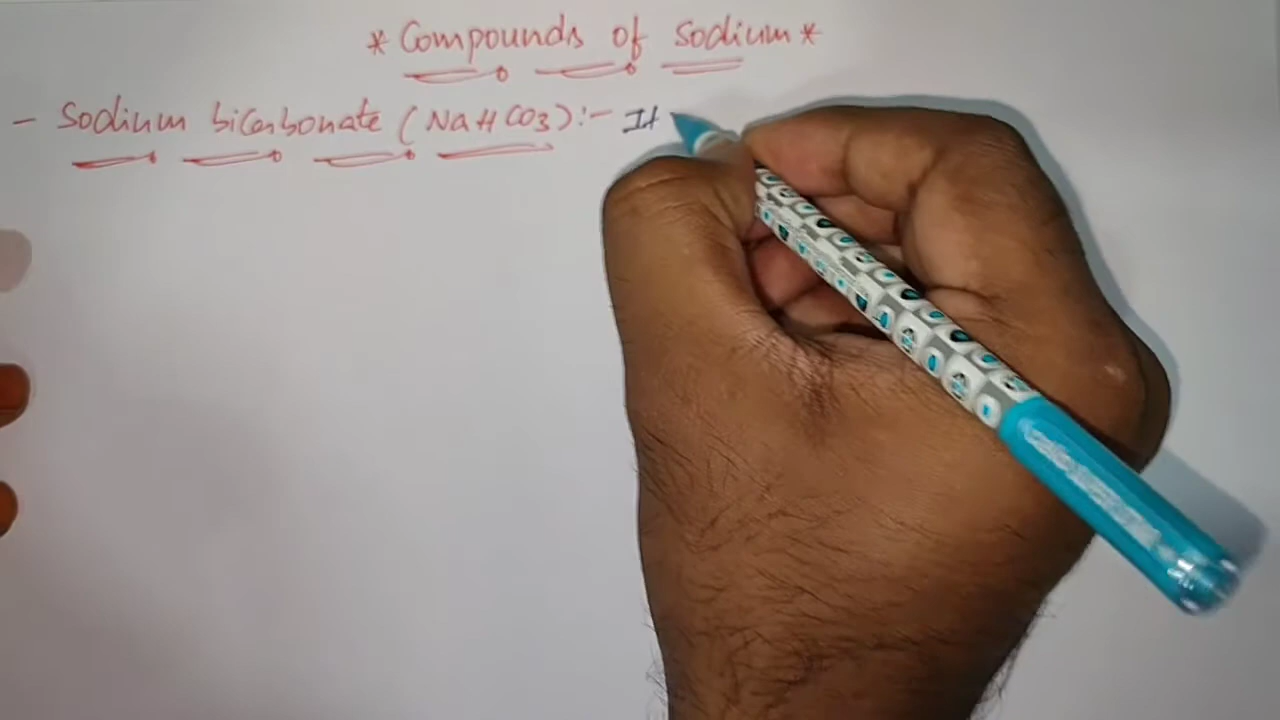 * Compounds of sodium *
- Sodium bicarbonate (NaHCO3):- It